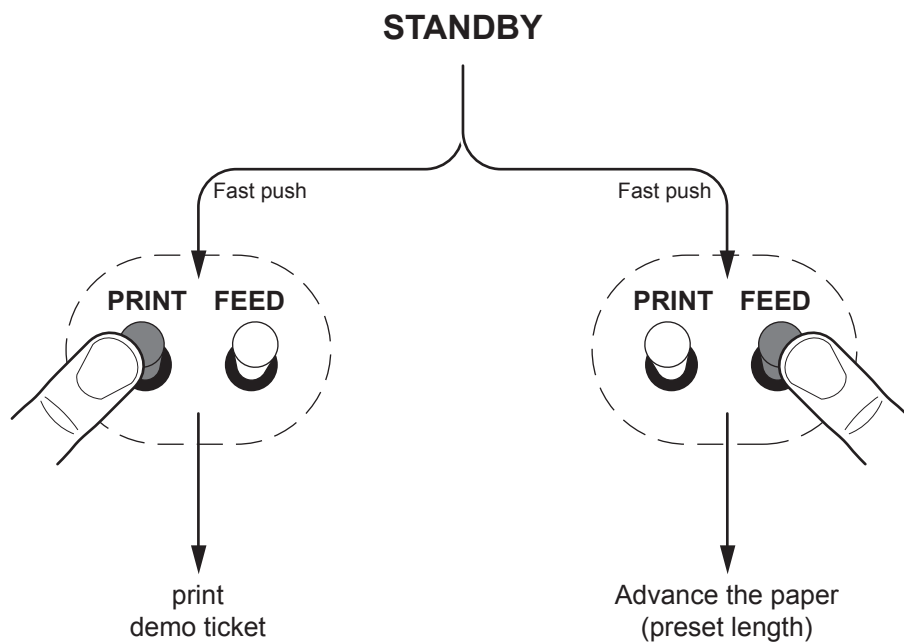 STANDBY
Fast push
Fast push
PRINT FEED
PRINT FEED
print
demo ticket
Advance the paper
(preset length)